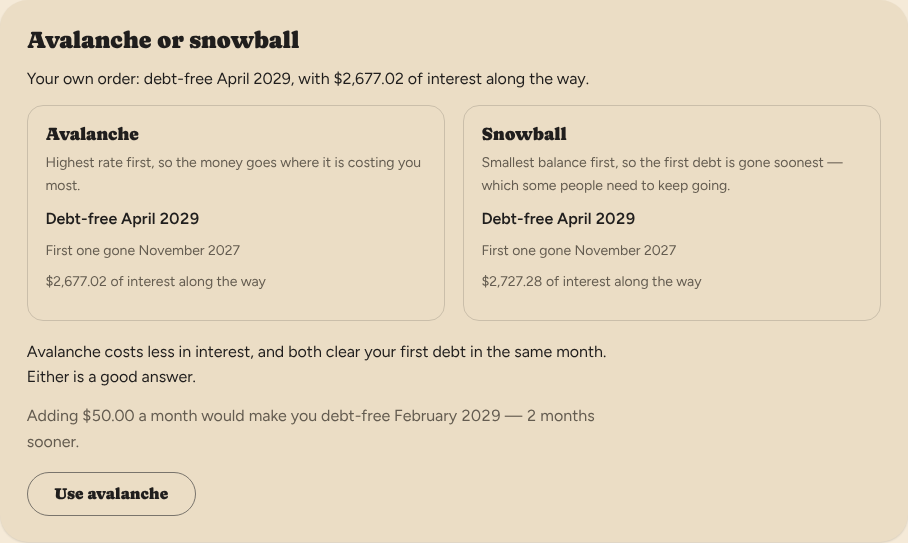 Avalanche or snowball
Your own order: debt-free April 2029, with $2,677.02 of interest along the way.
Avalanche
Highest rate first, so the money goes where it is costing you
most.
Debt-free April 2029
First one gone November 2027
$2,677.02 of interest along the way
Snowball
Smallest balance first, so the first debt is gone soonest —
which some people need to keep going.
Debt-free April 2029
First one gone November 2027
$2,727.28 of interest along the way
Avalanche costs less in interest, and both clear your first debt in the same month.
Either is a good answer.
Adding $50.00 a month would make you debt-free February 2029 — 2 months
sooner.
Use avalanche